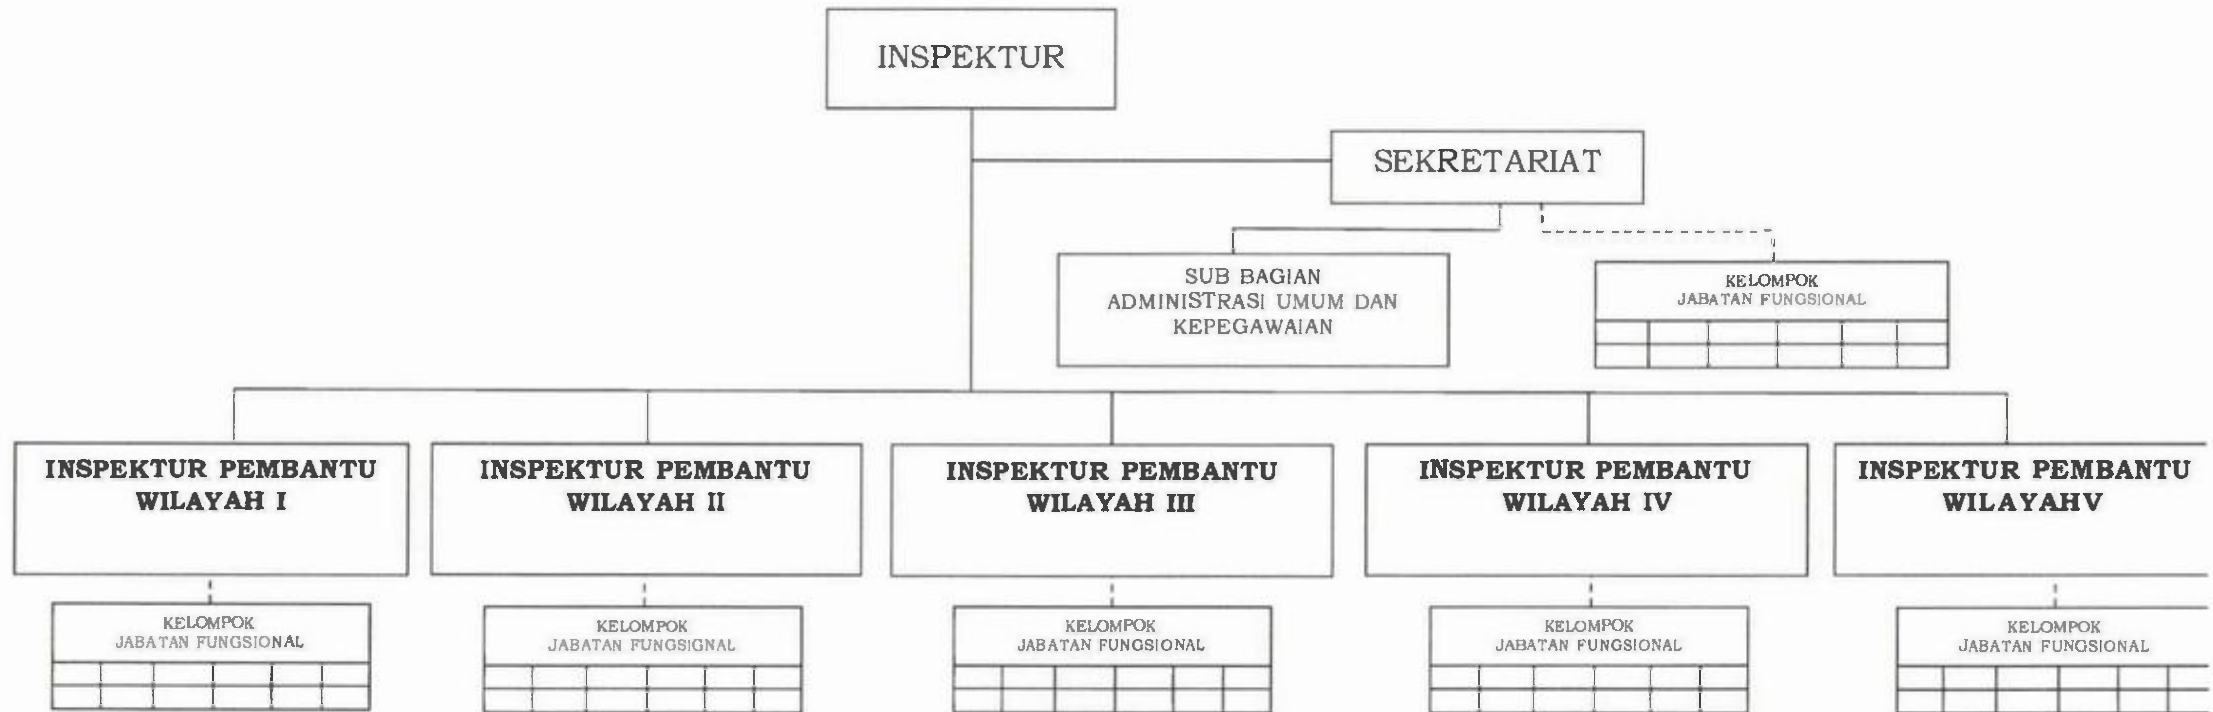 INSPEKTUR
SEKRETARIAT
SUB BAGIAN
ADMINISTRASI UMUM DAN
KEPEGAWAIAN
KELOMPOK
JABATAN FUNGSIONAL
INSPEKTUR PEMBANTU
WILAYAH I
INSPEKTUR PEMBANTU
WILAYAH II
INSPEKTUR PEMBANTU
WILAYAH III
INSPEKTUR PEMBANTU
WILAYAH IV
INSPEKTUR PEMBANTU
WILAYAHV
KELOMPOK
JABATAN FUNGSIONAL
KELOMPOK
JABATAN FUNGSIGNAL
KELOMPOK
JABATAN FUNGSIONAL
KELOMPOK
JABATAN FUNGSIONAL
KELOMPOK
JABATAN FUNGSIONAL